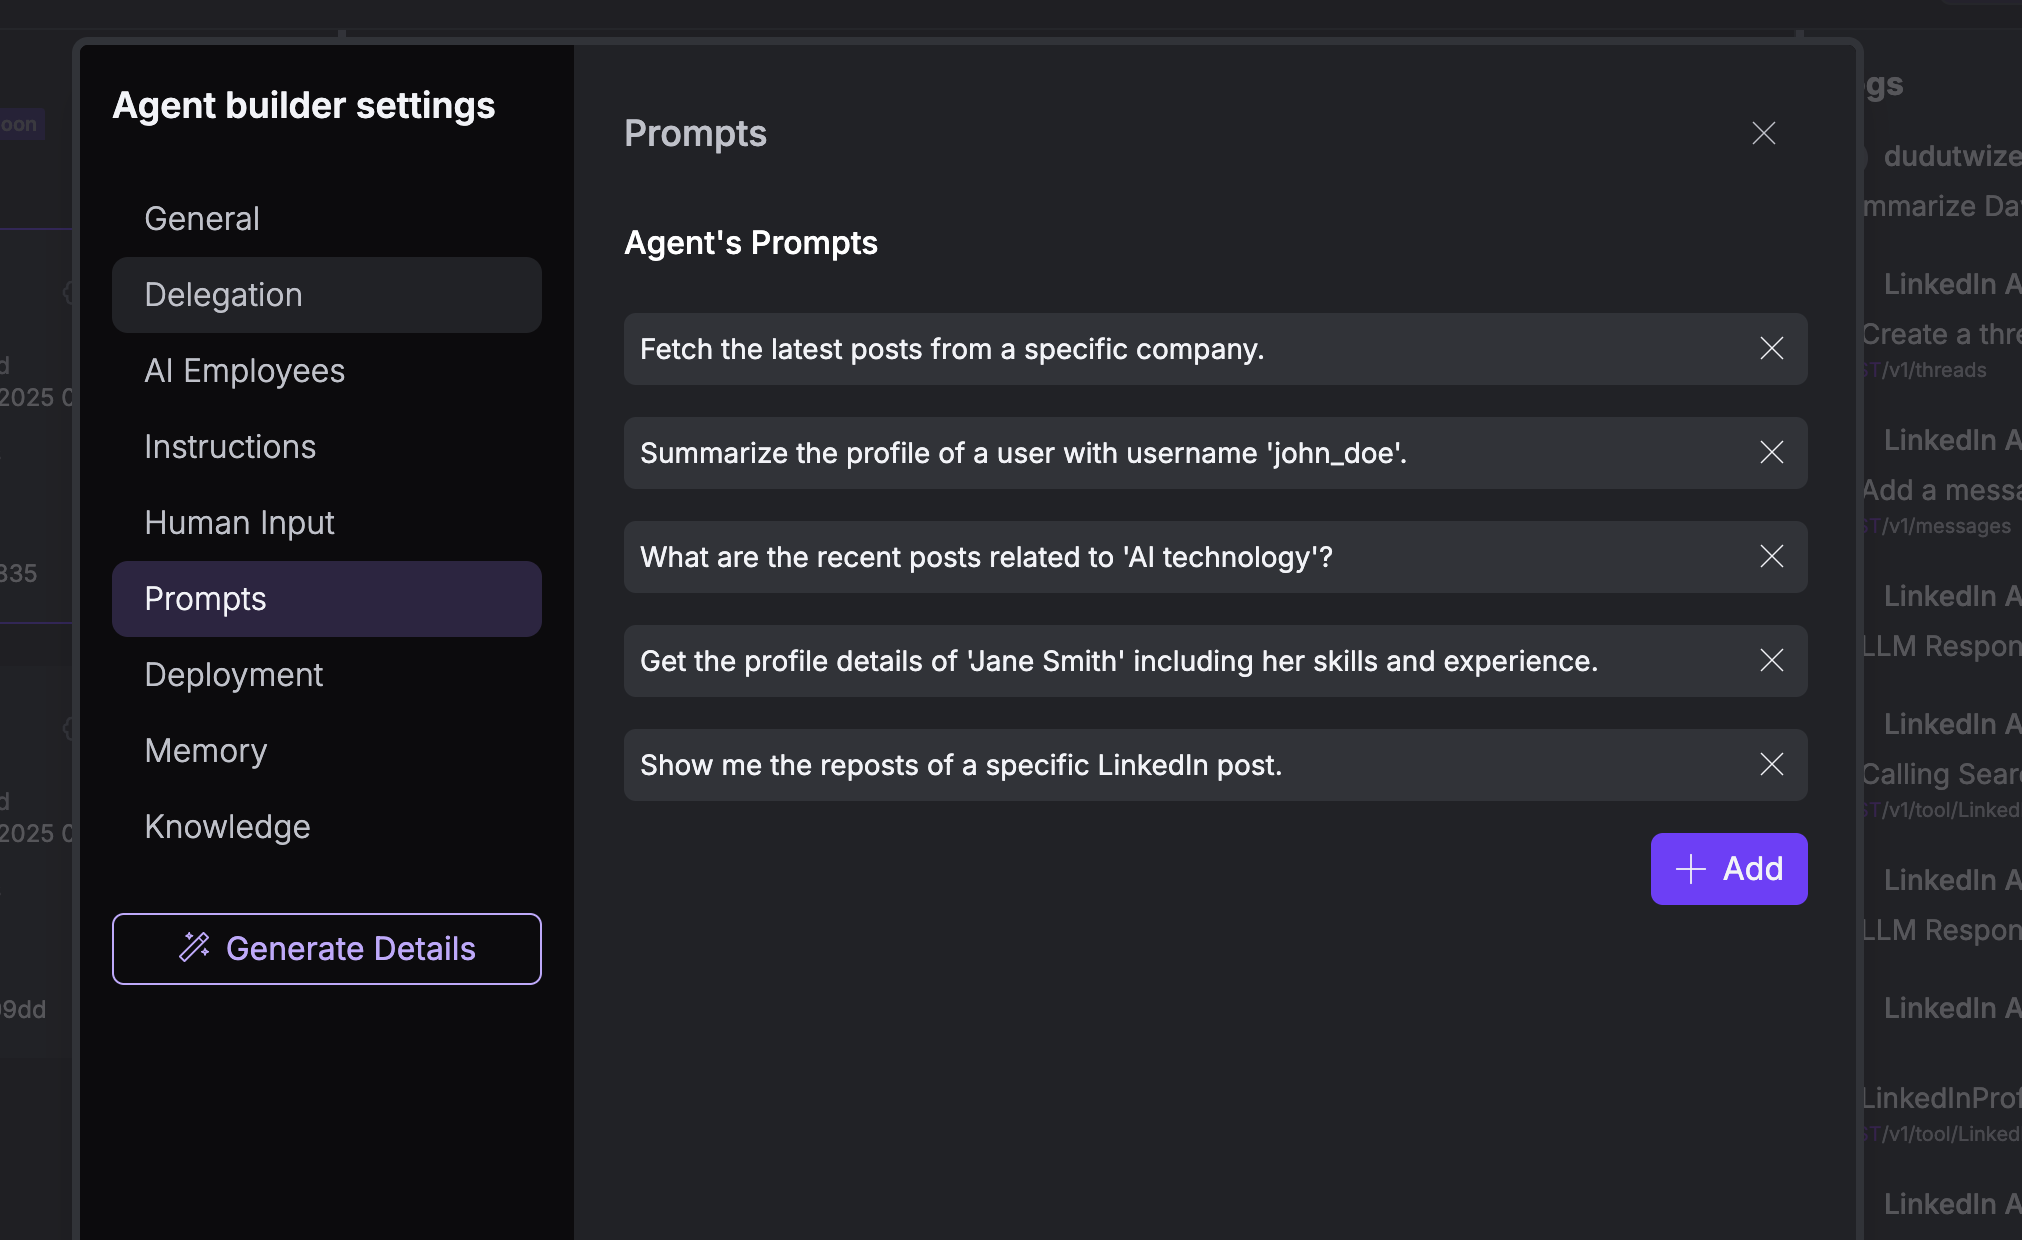 Agent builder settings
General
Delegation
AI Employees
Instructions
Human Input
Prompts
Deployment
Memory
Knowledge
Generate Details
Prompts
Agent's Prompts
Fetch the latest posts from a specific company.
Summarize the profile of a user with username 'john_doe'.
What are the recent posts related to 'AI technology'?
Get the profile details of 'Jane Smith' including her skills and experience.
Show me the reposts of a specific LinkedIn post.
Add
oon
2025 0
335
2025 0
9dd
gs
dudutwize
mmarize Da
LinkedIn A
Create a thre
ST/v1/threads
LinkedIn A
Add a messa
ST/v1/messages
LinkedIn A
LLM Respon
LinkedIn A
Calling Sear
ST/v1/tool/Linked
LinkedIn A
LLM Respon
LinkedIn A
LinkedInProf
ST/v1/tool/Linked
LinkedIn A